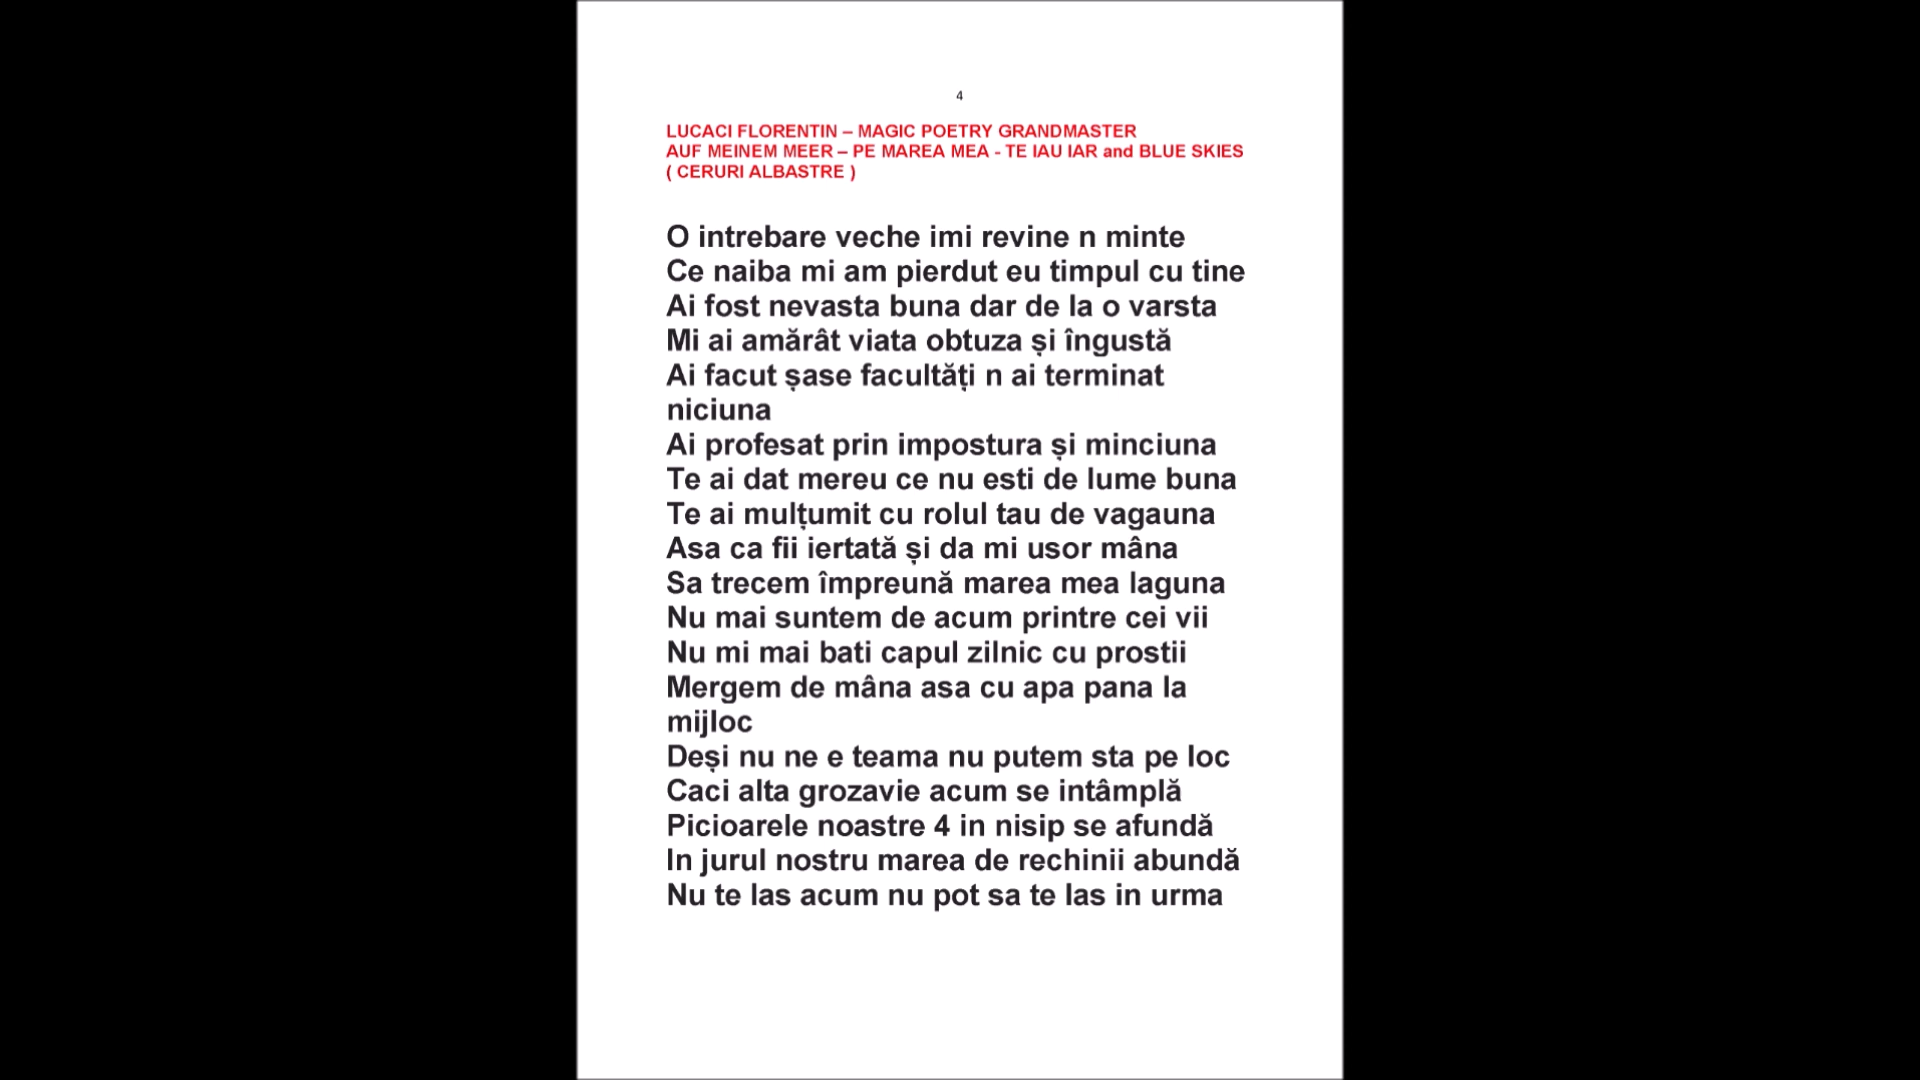 4
LUCACI FLORENTIN – MAGIC POETRY GRANDMASTER
AUF MEINEM MEER – PE MAREA MEA - TE IAU IAR and BLUE SKIES
( CERURI ALBASTRE )
O intrebare veche imi revine n minte
Ce naiba mi am pierdut eu timpul cu tine
Ai fost nevasta buna dar de la o varsta
Mi ai amărât viata obtuza și îngustă
Ai facut șase facultăți n ai terminat
niciuna
Ai profesat prin impostura și minciuna
Te ai dat mereu ce nu esti de lume buna
Te ai mulțumit cu rolul tau de vagauna
Asa ca fii iertată și da mi usor mâna
Sa trecem împreună marea mea laguna
Nu mai suntem de acum printre cei vii
Nu mi mai bati capul zilnic cu prostii
Mergem de mâna asa cu apa pana la
mijloc
Deși nu ne e teama nu putem sta pe loc
Caci alta grozavie acum se intâmplă
Picioarele noastre 4 in nisip se afundă
In jurul nostru marea de rechinii abundă
Nu te las acum nu pot sa te las in urma